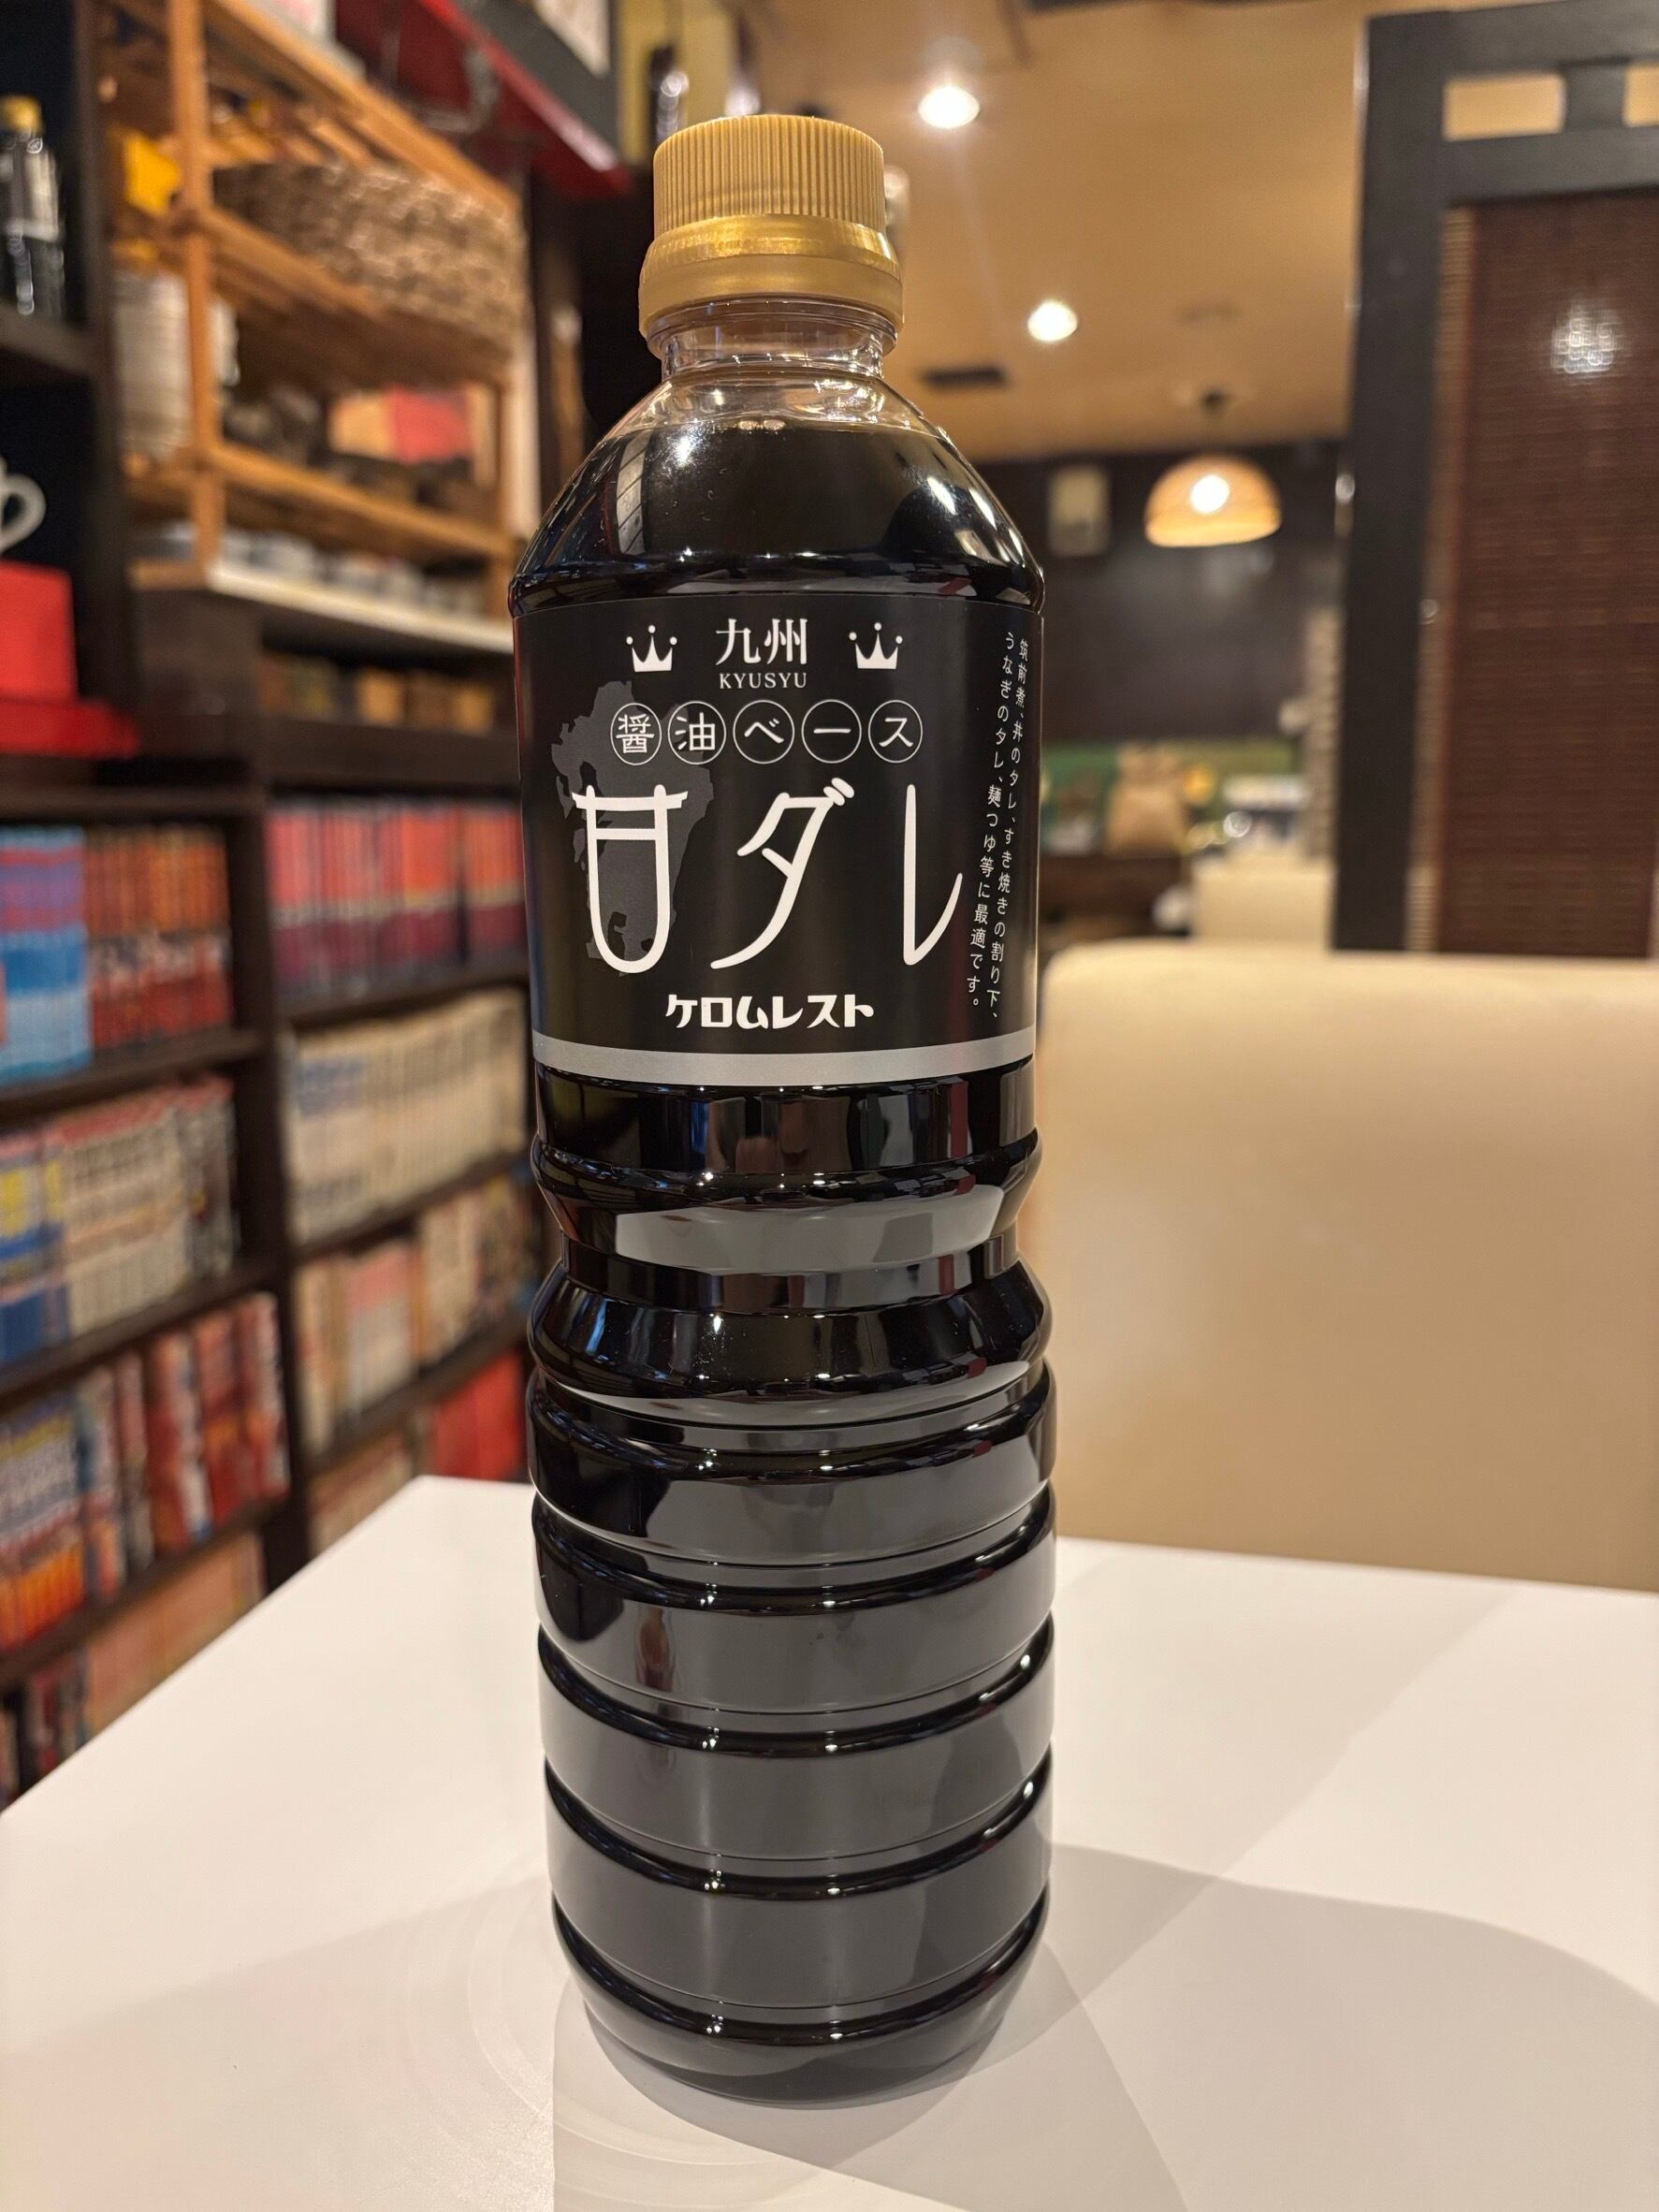 九州
KYUSYU
醤油ベース
甘ダレ
ケロムレスト
筑前煮、丼のタレ、すき焼きの割り下、
うなぎのタレ、麺つゆ等に最適です。